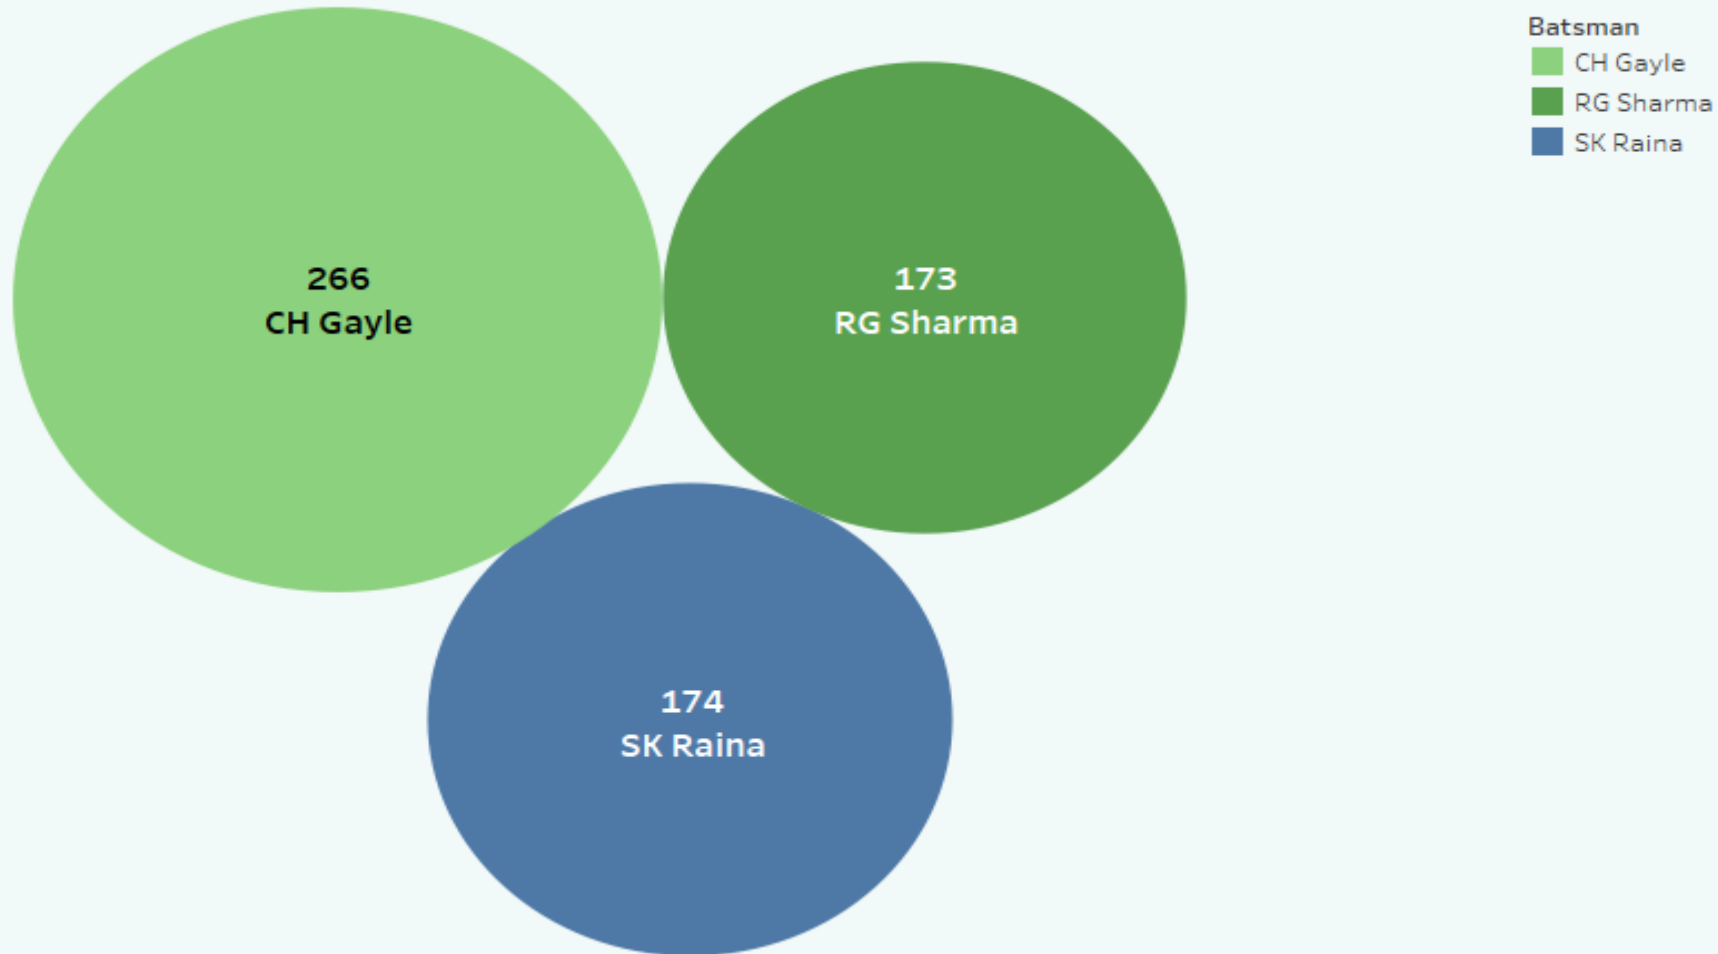 266
CH Gayle
173
RG Sharma
174
SK Raina
Batsman
CH Gayle
RG Sharma
SK Raina